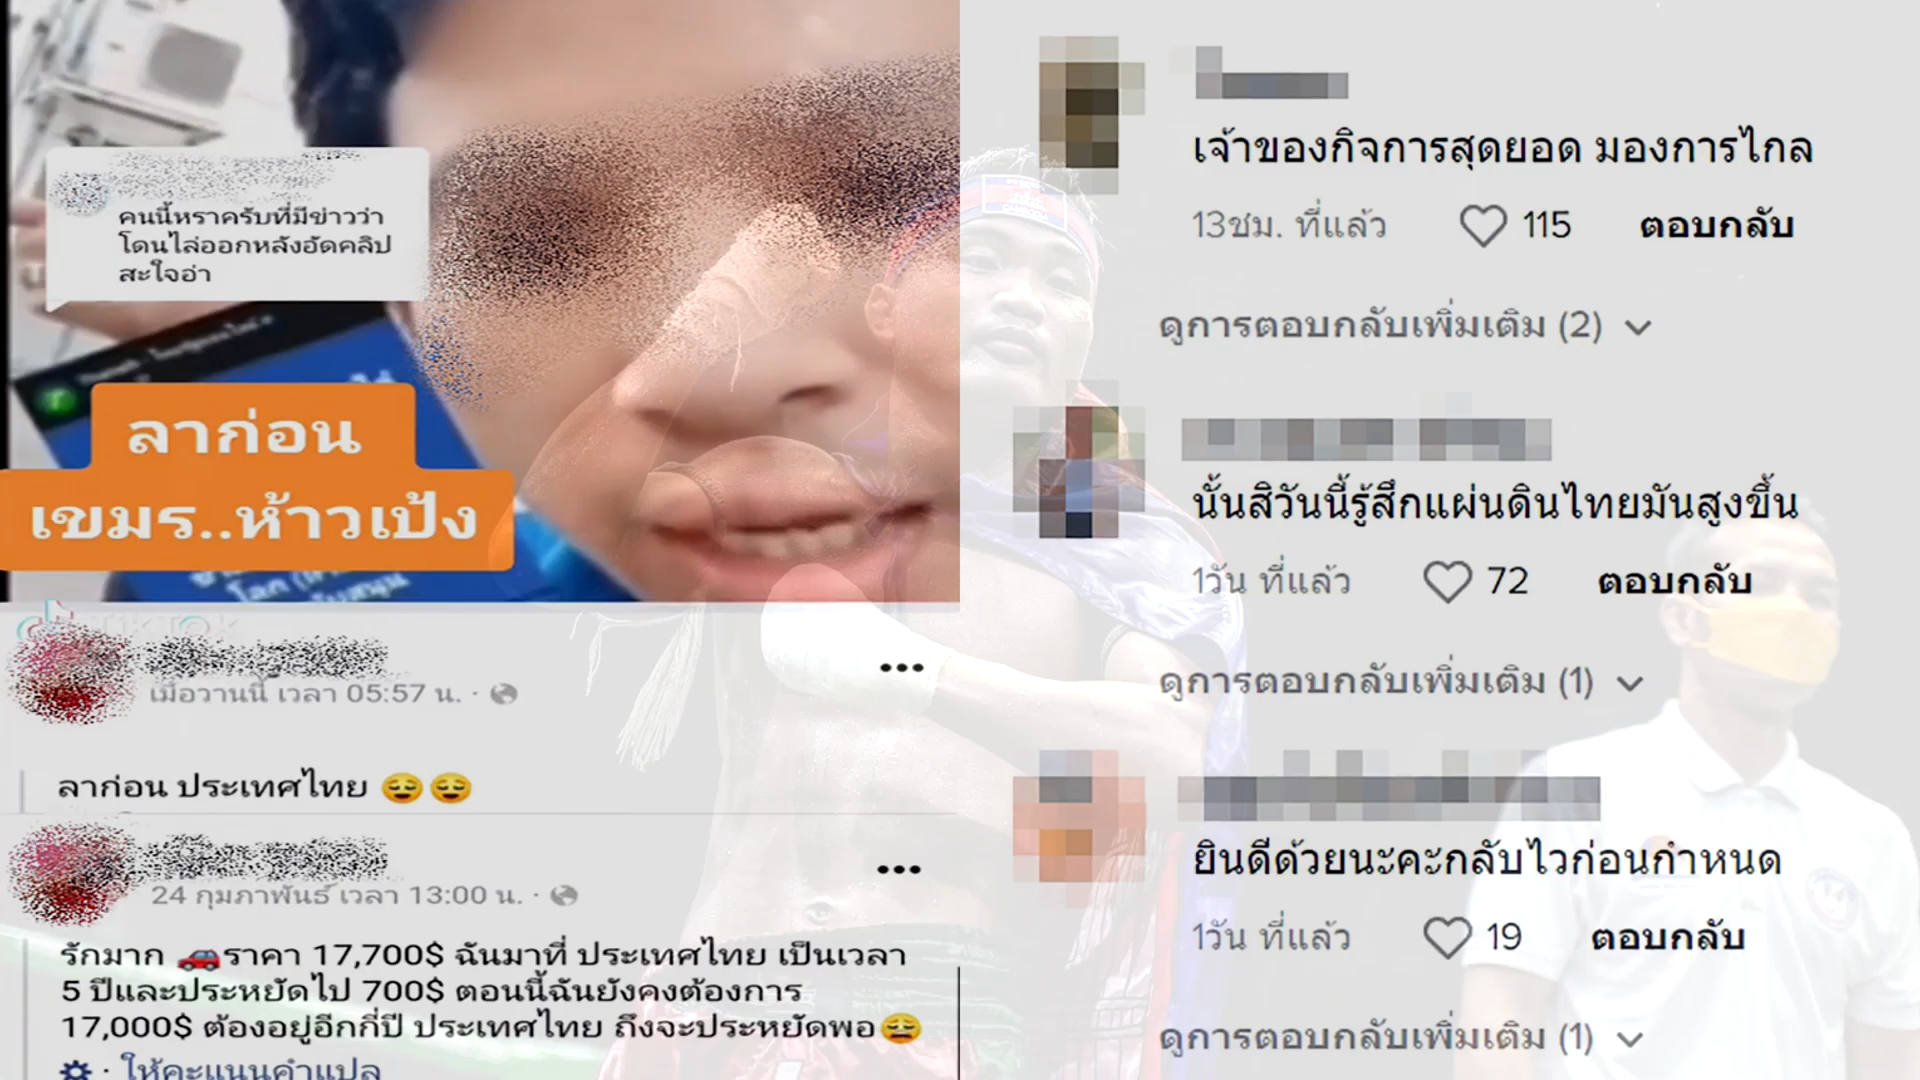 คนนี้หราครับที่มีข่าวว่า
โดนไล่ออกหลังอัดคลิป
สะใจอ่า
ลาก่อน
เขมร..ห้าวเป้ง
โลก
TikTok
เมื่อวานนี้ เวลา 05:57 น. ·
ลาก่อน ประเทศไทย 😌😌
24 กุมภาพันธ์ เวลา 13:00 น. ·
รักมาก 🚗ราคา 17,700$ ฉันมาที่ ประเทศไทย เป็นเวลา
5 ปีและประหยัดไป 700$ ตอนนี้ฉันยังคงต้องการ
17,000$ ต้องอยู่อีกกี่ปี ประเทศไทย ถึงจะประหยัดพอ😩
· ให้คะแนนคำแปล
เจ้าของกิจการสุดยอด มองการไกล
13ชม. ที่แล้ว 115 ตอบกลับ
ดูการตอบกลับเพิ่มเติม (2)
นั้นสิวันนี้รู้สึกแผ่นดินไทยมันสูงขึ้น
1วัน ที่แล้ว 72 ตอบกลับ
ดูการตอบกลับเพิ่มเติม (1)
ยินดีด้วยนะคะกลับไวก่อนกำหนด
1วัน ที่แล้ว 19 ตอบกลับ
ดูการตอบกลับเพิ่มเติม (1)
CAMBODIA